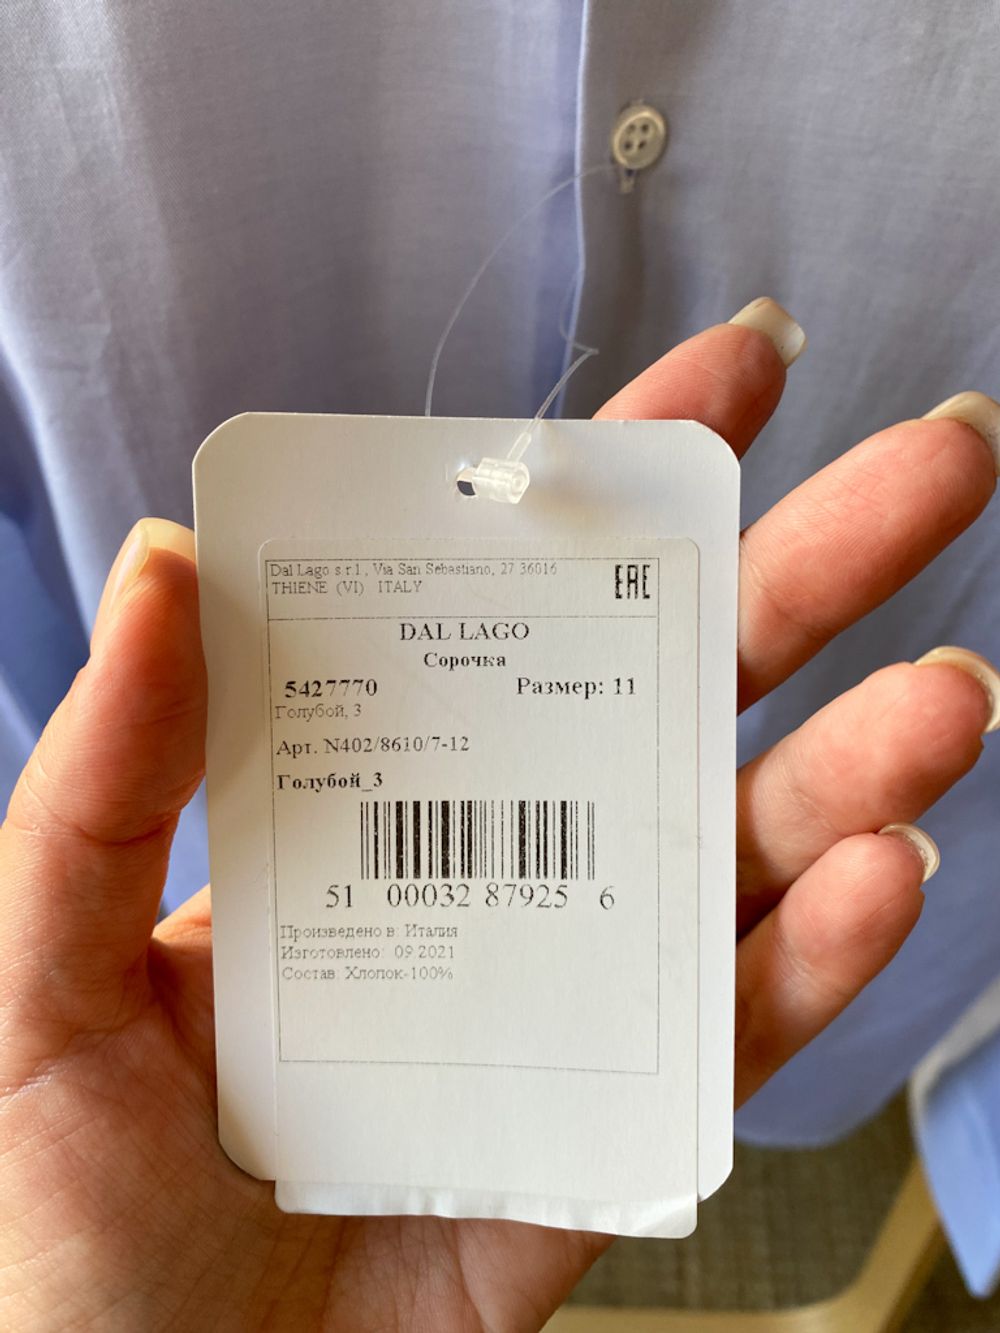 Dal Lago s.r.l., Via San Sebastiano, 27 36016
THIENE (VI) ITALY
EAC
DAL LAGO
Сорочка
5427770 Размер: 11
Голубой, 3
Арт. N402/8610/7-12
Голубой_3
51 00032 87925 6
Произведено в: Италия
Изготовлено: 09.2021
Состав: Хлопок-100%